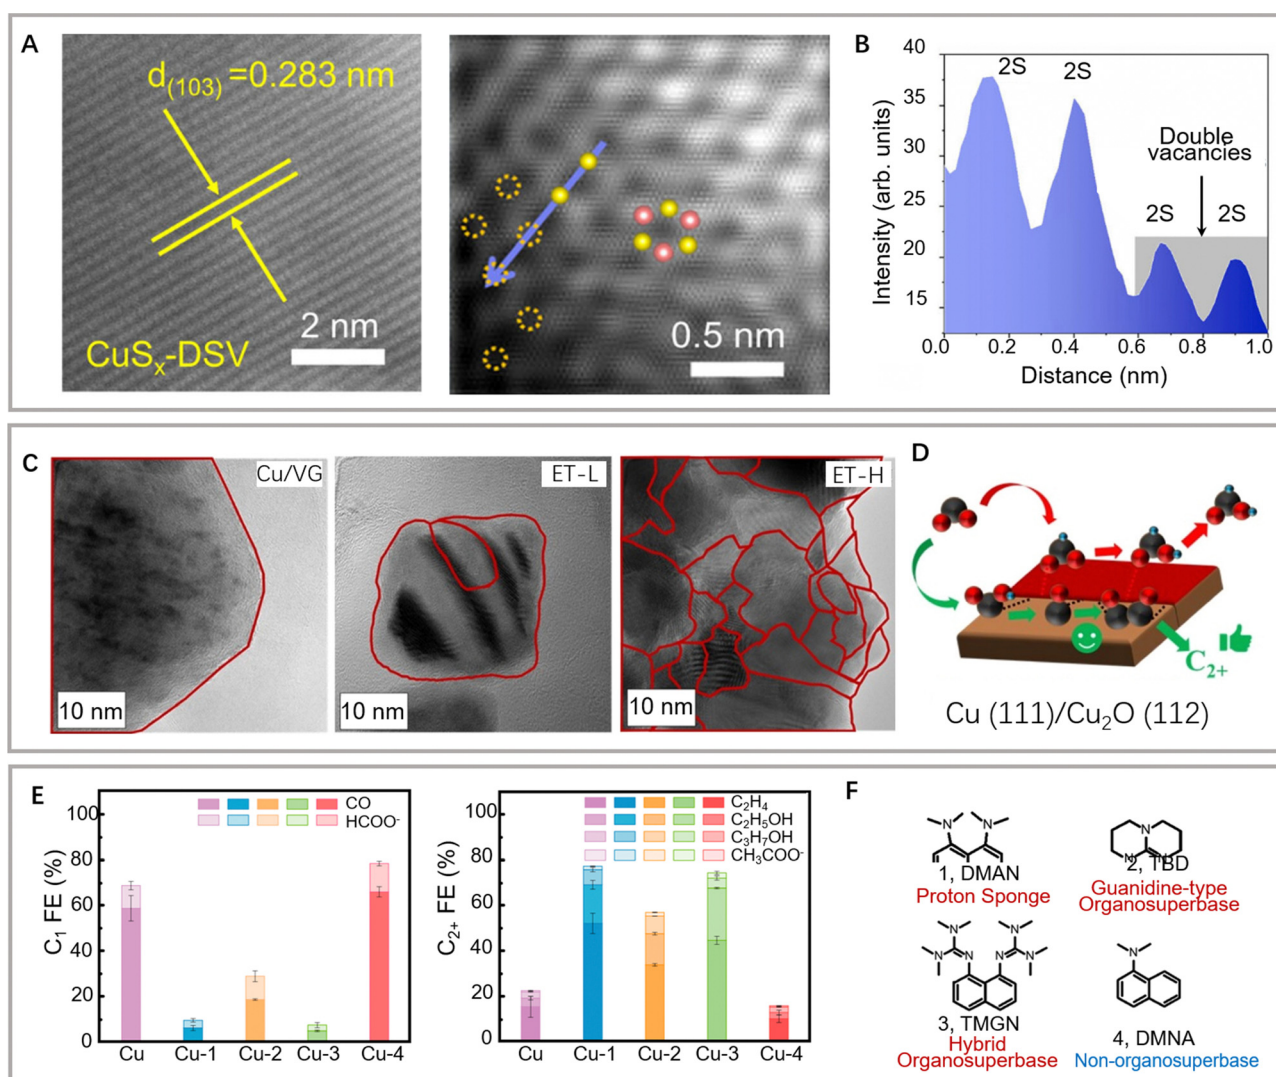 A
d(103) =0.283 nm
2 nm
CuSx-DSV
0.5 nm
B
40
35
30
25
20
15
Intensity (arb. units)
2S
2S
Double
vacancies
2S
2S
0.0
0.2
0.4
0.6
0.8
1.0
Distance (nm)
C
Cu/VG
10 nm
ET-L
10 nm
ET-H
10 nm
D
C2+
Cu (111)/Cu2O (112)
E
100
80
60
40
20
0
C1 FE (%)
CO
HCOO-
Cu
Cu-1
Cu-2
Cu-3
Cu-4
100
80
60
40
20
0
C2+ FE (%)
C2H4
C2H5OH
C3H7OH
CH3COO-
Cu
Cu-1
Cu-2
Cu-3
Cu-4
F
N
N
1, DMAN
Proton Sponge
N
N
N
2, TBD
Guanidine-type
Organosuperbase
N
N
N
N
N
N
3, TMGN
Hybrid
Organosuperbase
N
4, DMNA
Non-organosuperbase